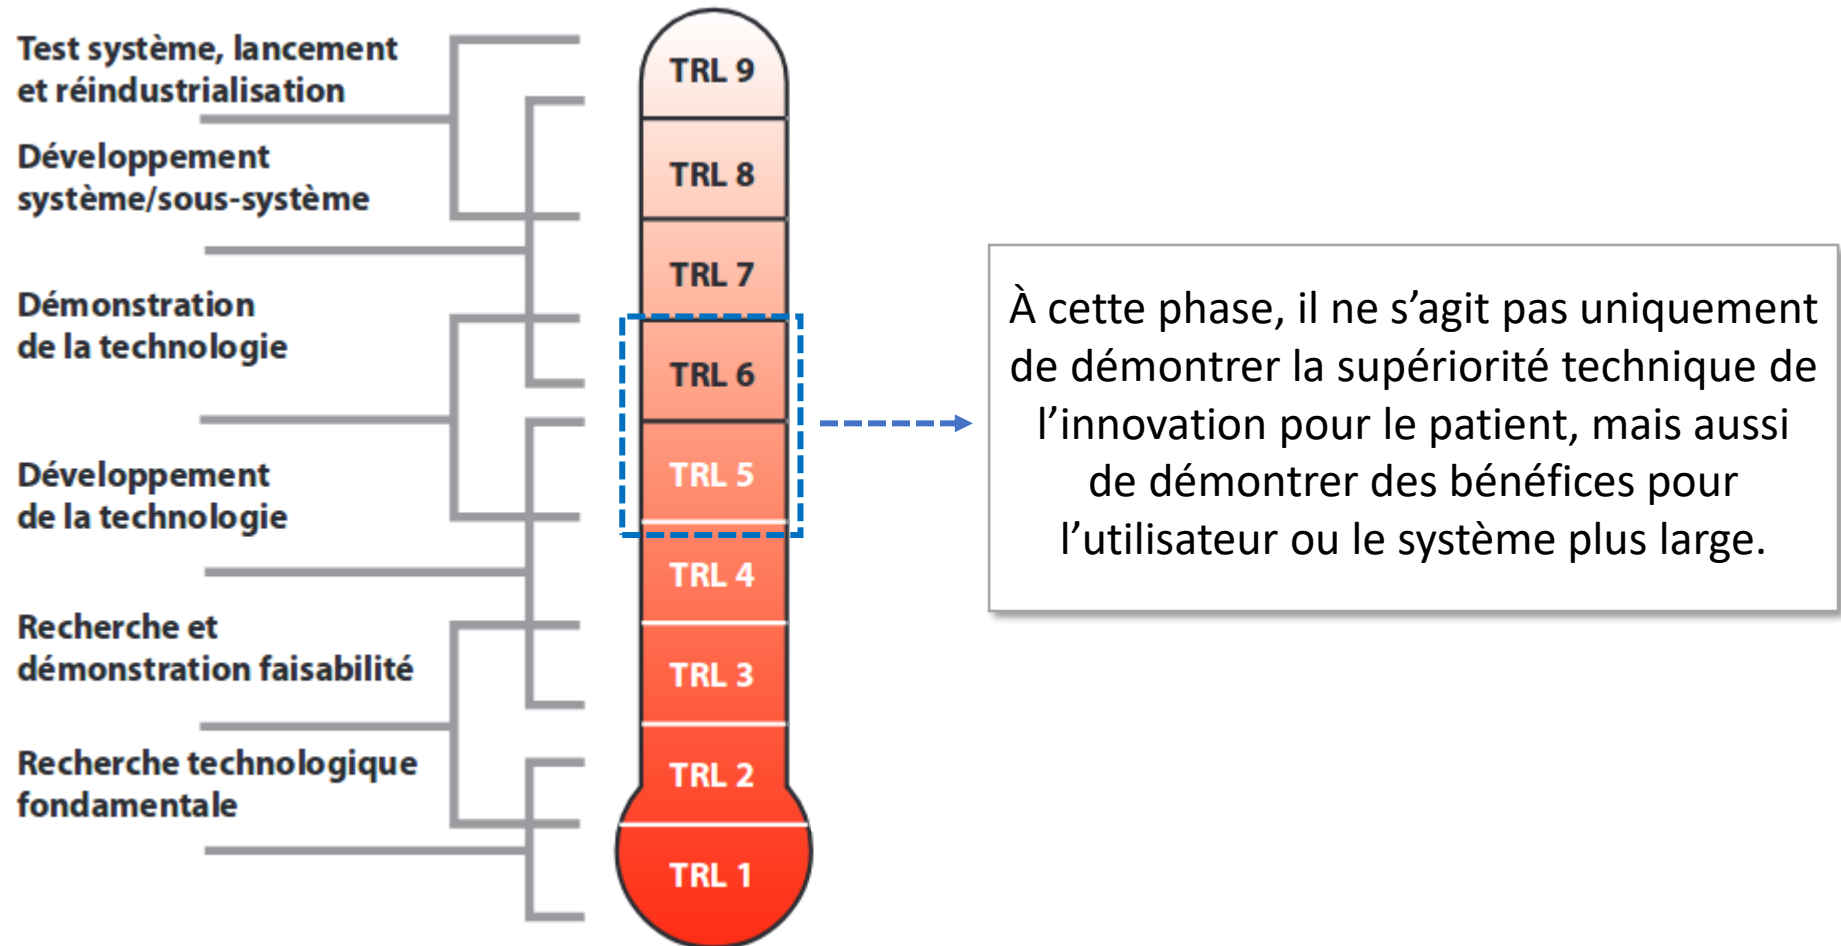 Test système, lancement
et réindustrialisation
Développement
système/sous-système
Démonstration
de la technologie
Développement
de la technologie
Recherche et
démonstration faisabilité
Recherche technologique
fondamentale
TRL 9
TRL 8
TRL 7
TRL 6
TRL 5
TRL 4
TRL 3
TRL 2
TRL 1
À cette phase, il ne s’agit pas uniquement
de démontrer la supériorité technique de
l’innovation pour le patient, mais aussi
de démontrer des bénéfices pour
l’utilisateur ou le système plus large.